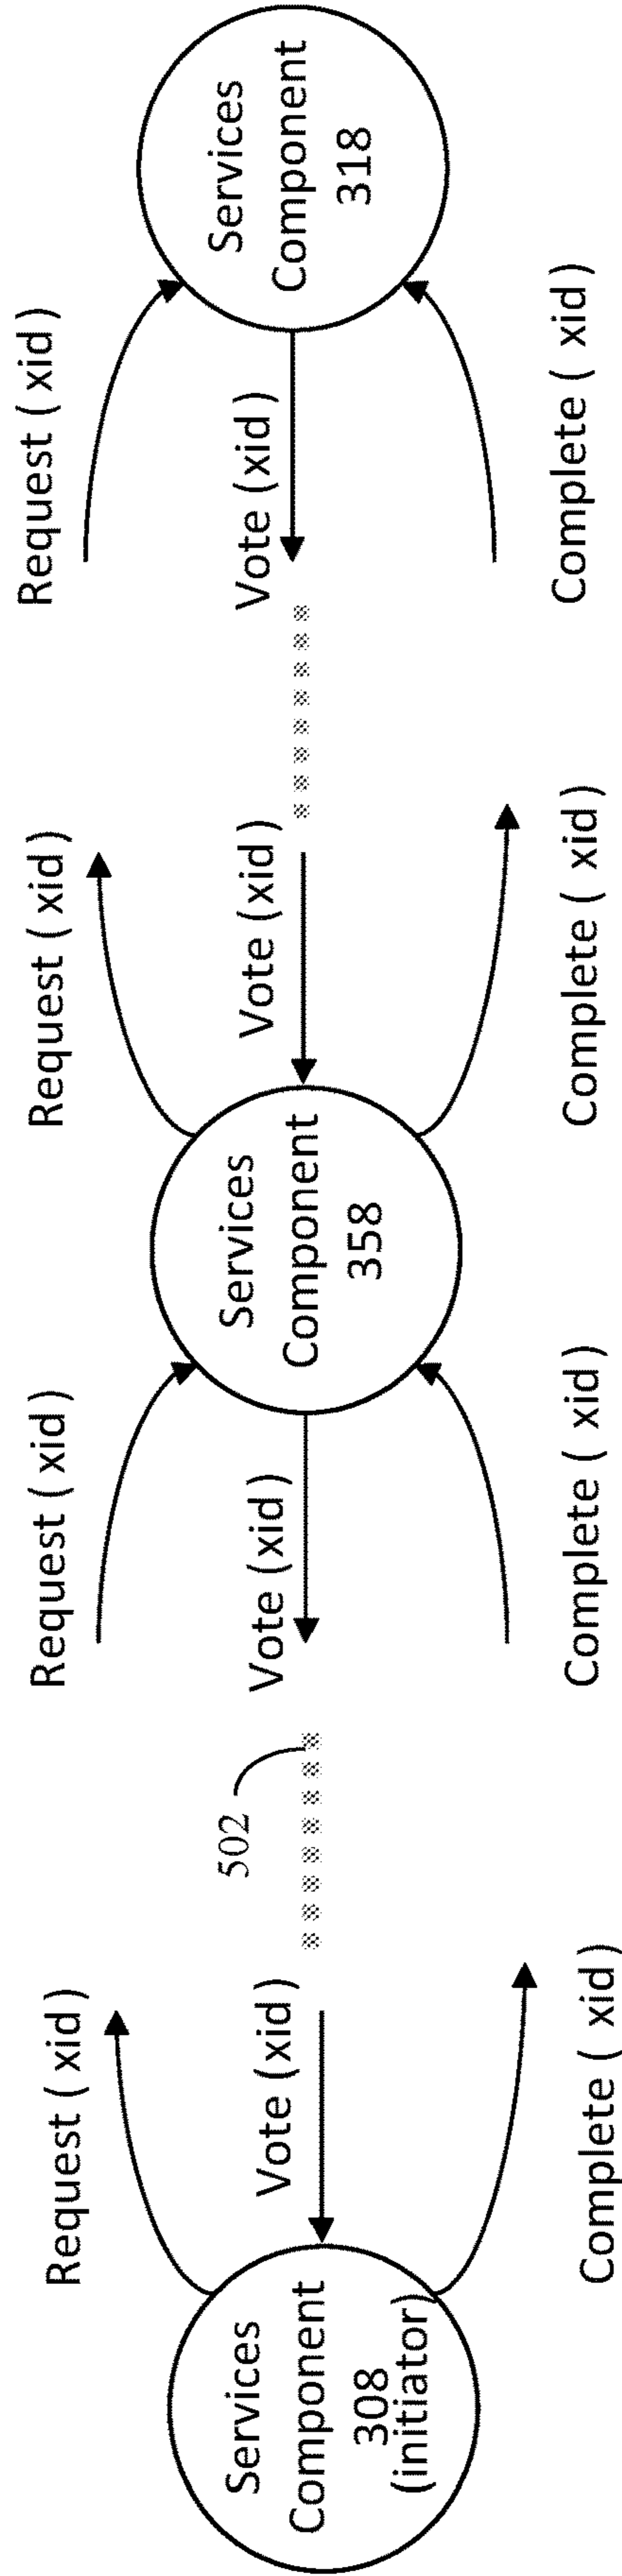 Request ( xid )
Services
Component
308
(initiator)
Vote (xid)
Complete ( xid)
502
Request ( xid)
Vote (xid)
Complete ( xid)
Services
Component
358
Request ( xid)
Vote (xid)
Complete ( xid)
Request ( xid )
Vote (xid)
Complete ( xid)
Services
Component
318